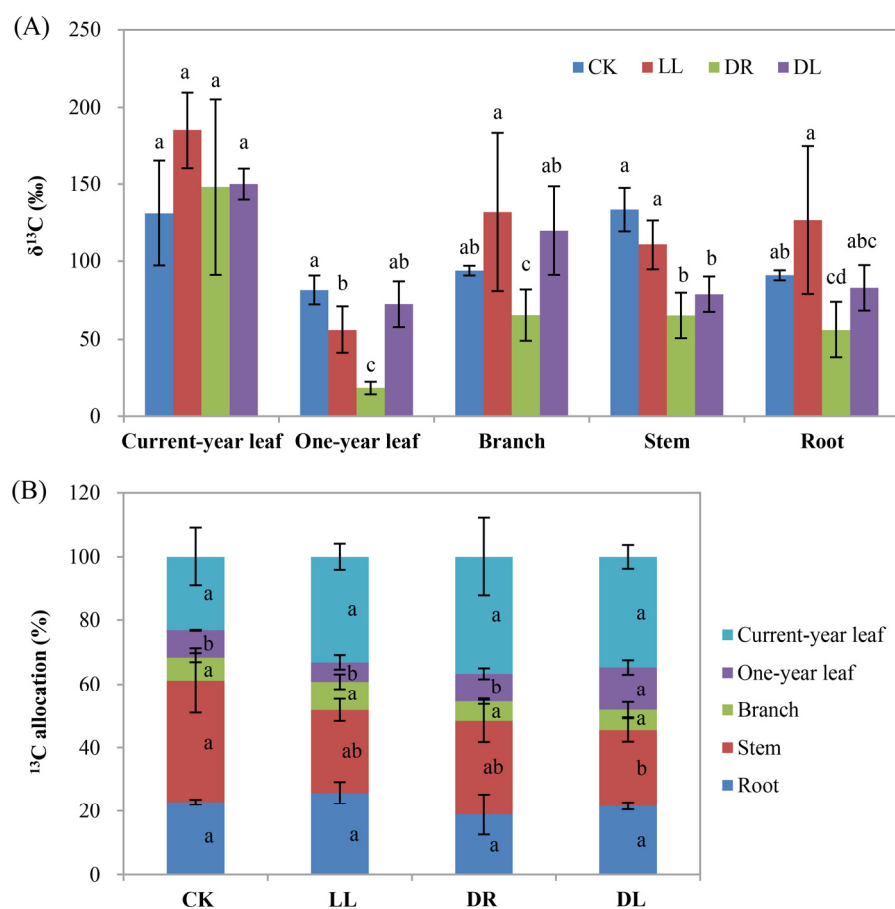 (A)
250
200
150
100
50
0
δ¹³C (‰)
CK LL DR DL
a a a a
a b c ab
ab a c ab
a a b b
ab a cd abc
Current-year leaf One-year leaf Branch Stem Root
(B)
120
100
80
60
40
20
0
¹³C allocation (%)
a a a a
b b b a
a a a a
a ab ab b
a a a a
CK LL DR DL
Current-year leaf
One-year leaf
Branch
Stem
Root